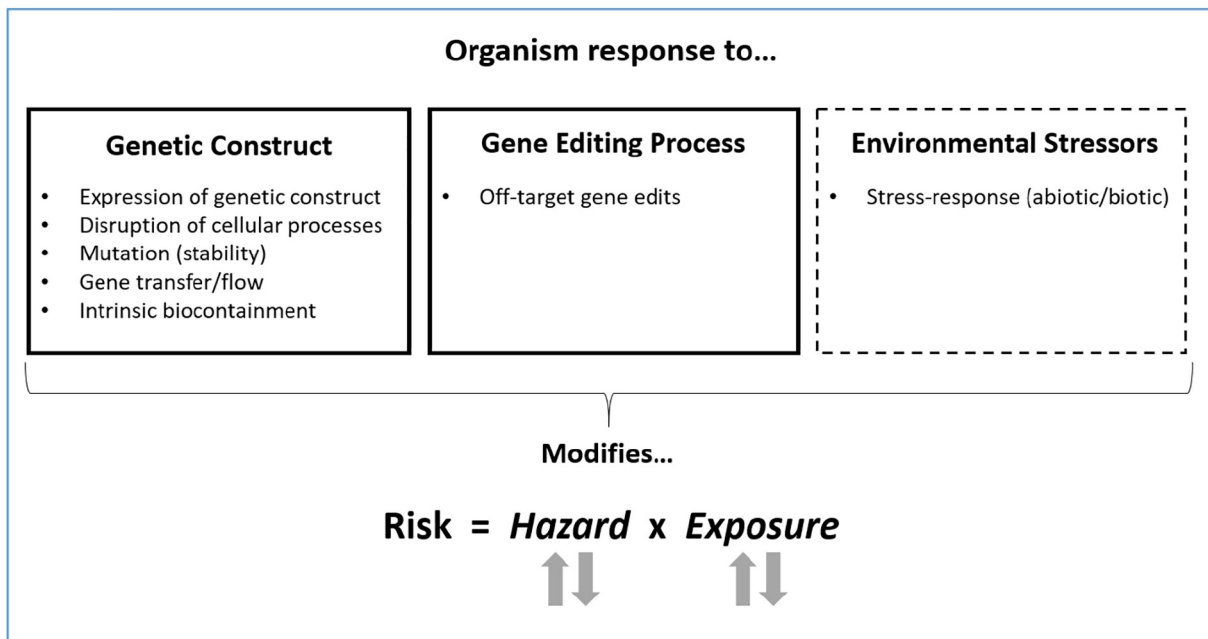 Organism response to...
Genetic Construct
• Expression of genetic construct
• Disruption of cellular processes
• Mutation (stability)
• Gene transfer/flow
• Intrinsic biocontainment
Gene Editing Process
• Off-target gene edits
Environmental Stressors
• Stress-response (abiotic/biotic)
Modifies...
Risk = Hazard x Exposure